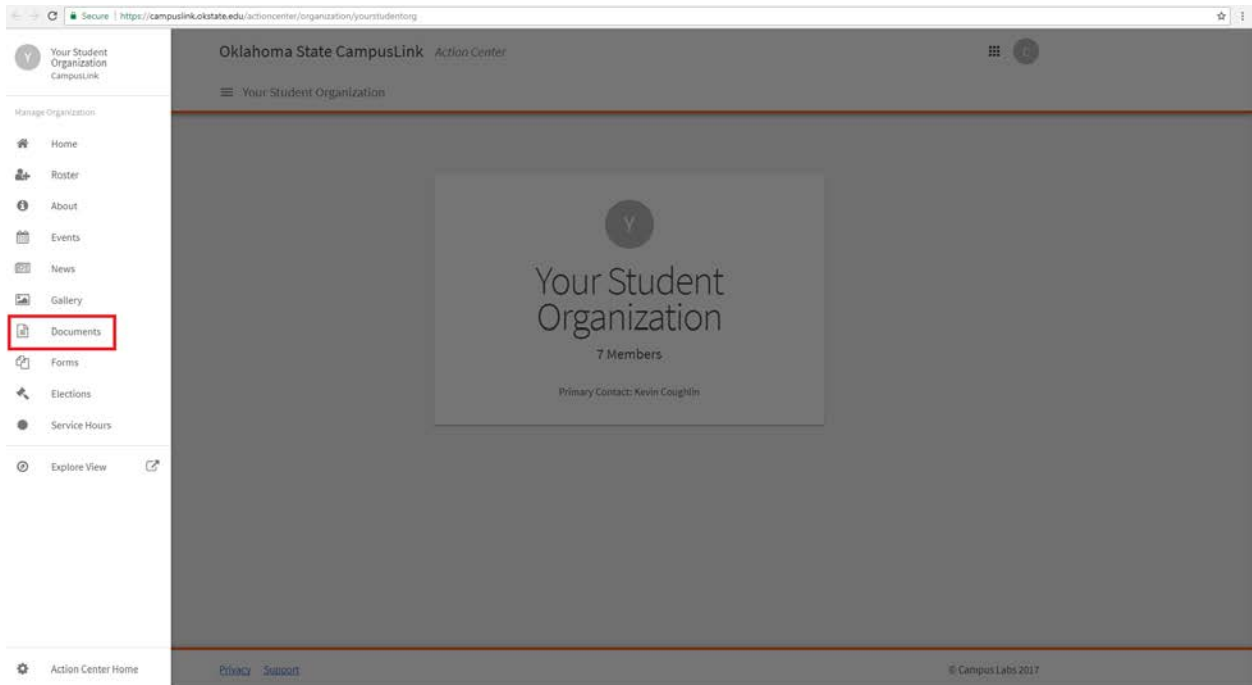 Secure | https://campuslink.okstate.edu/actioncenter/organization/yourstudentorg
Y
Your Student
Organization
CampusLink
Manage Organization
Home
Roster
About
Events
News
Gallery
Documents
Forms
Elections
Service Hours
Explore View
Action Center Home
Oklahoma State CampusLink Action Center
C
Your Student Organization
Y
Your Student
Organization
7 Members
Primary Contact: Kevin Coughlin
Privacy Support © Campus Labs 2017